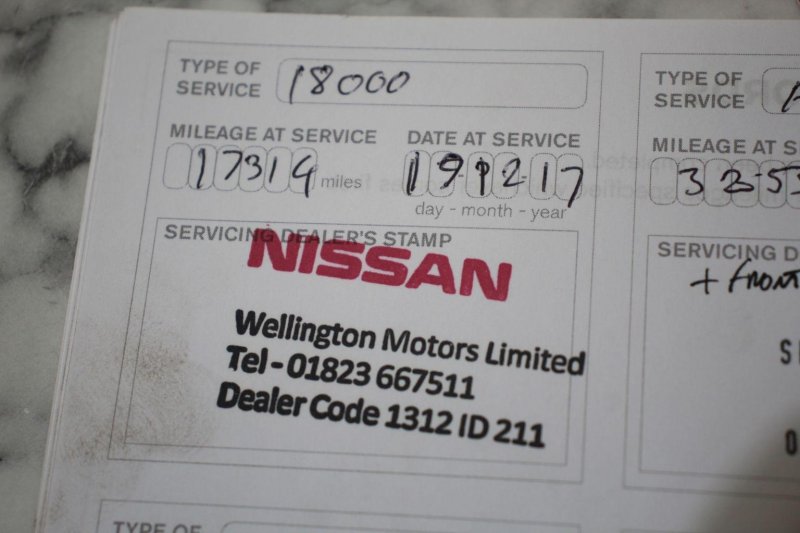 TYPE OF SERVICE 18000
MILEAGE AT SERVICE DATE AT SERVICE
17314 miles 19-12-17
day - month - year
SERVICING DEALER'S STAMP
NISSAN
Wellington Motors Limited
Tel - 01823 667511
Dealer Code 1312 ID 211
TYPE OF
TYPE OF SERVICE
MILEAGE AT S
SERVICING D
+ FRONT